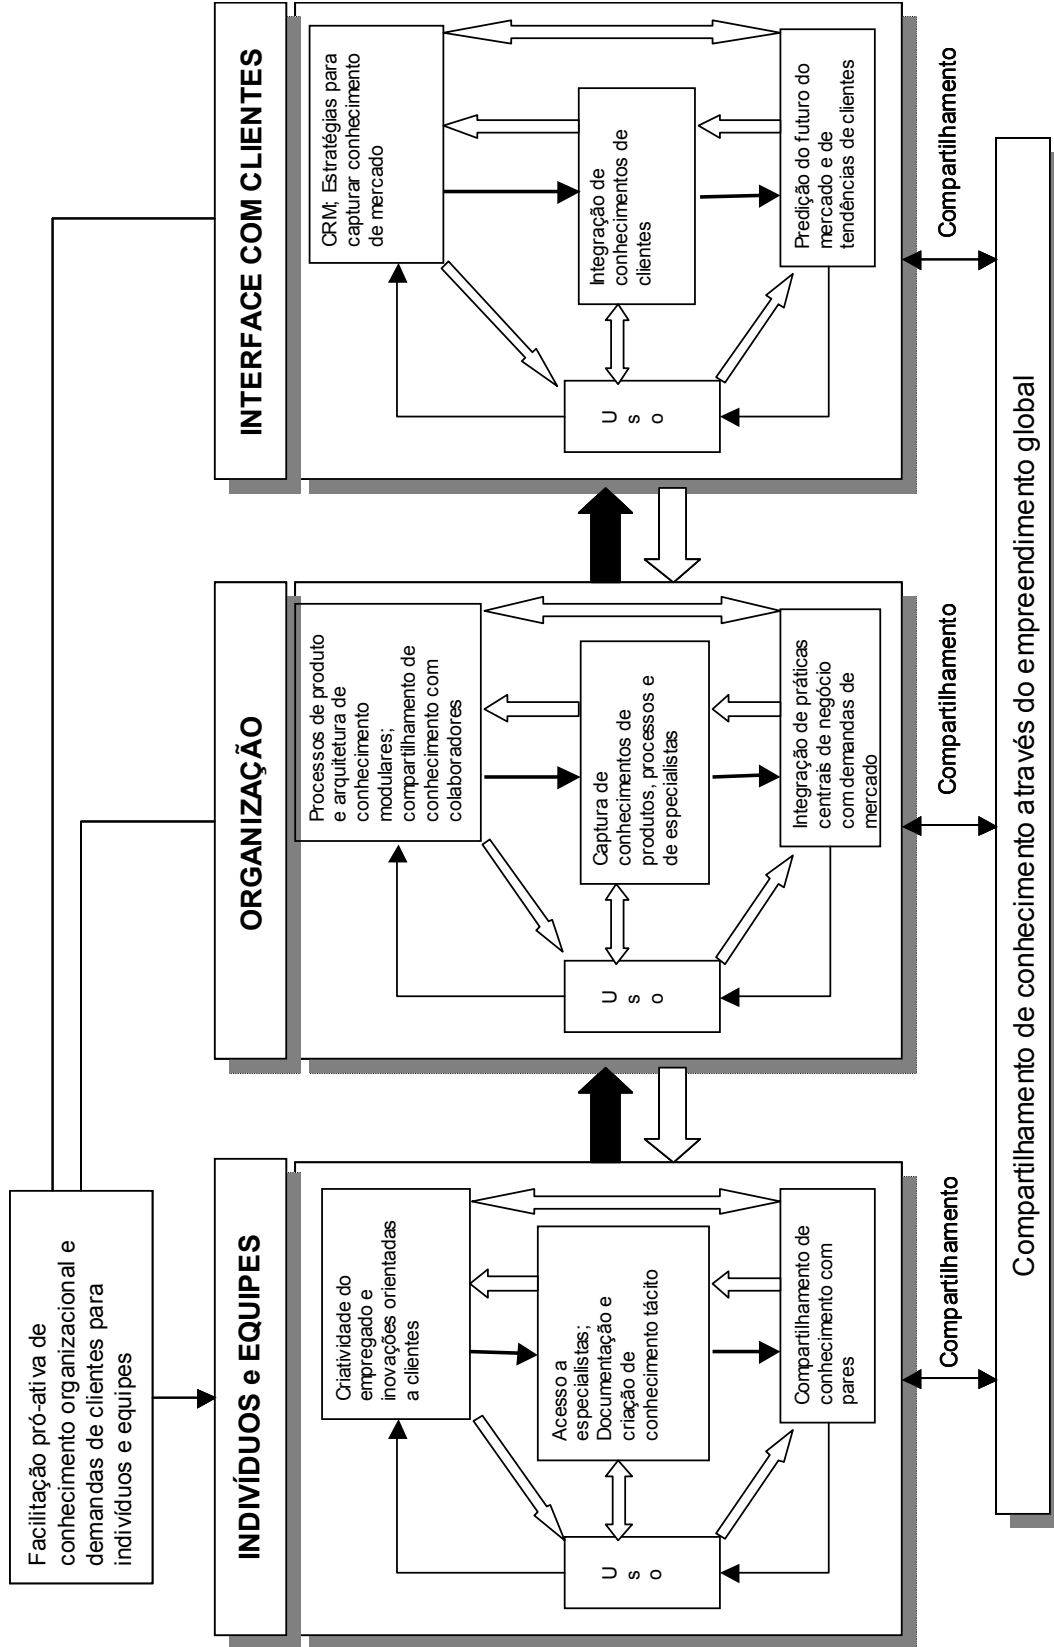 Facilitação pró-ativa de
conhecimento organizacional e
demandas de clientes para
indivíduos e equipes
INDIVÍDUOS e EQUIPES
Criatividade do
empregado e
inovações orientadas
a clientes
Acesso a
especialistas;
Documentação e
criação de
conhecimento tácito
Compartilhamento de
conhecimento com
pares
U
s
o
ORGANIZAÇÃO
Processos de produto
e arquitetura de
conhecimento
modulares;
compartilhamento de
conhecimento com
colaboradores
Captura de
conhecimentos de
produtos, processos e
de especialistas
Integração de práticas
centrais de negócio
com demandas de
mercado
U
s
o
INTERFACE COM CLIENTES
CRM; Estratégias para
capturar conhecimento
de mercado
Integração de
conhecimentos de
clientes
Predição do futuro do
mercado e de
tendências de clientes
U
s
o
Compartilhamento
Compartilhamento
Compartilhamento
Compartilhamento de conhecimento através do empreendimento global